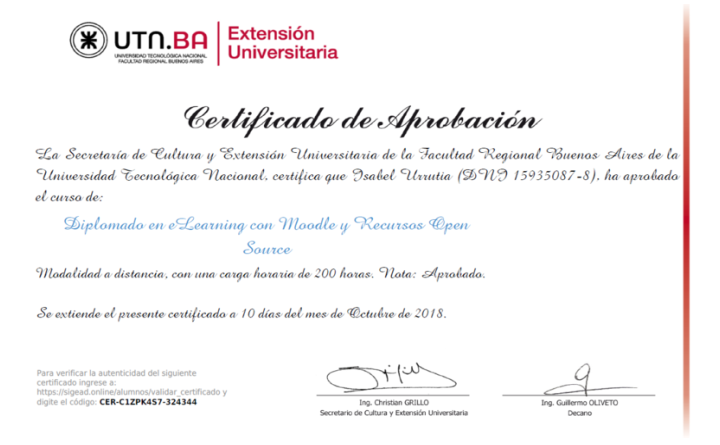 UTN.BA
UNIVERSIDAD TECNOLÓGICA NACIONAL
FACULTAD REGIONAL BUENOS AIRES
Extensión
Universitaria
Certificado de Aprobación
La Secretaría de Cultura y Extensión Universitaria de la Facultad Regional Buenos Aires de la
Universidad Tecnológica Nacional, certifica que Isabel Urrutia (DNI 15935087-8), ha aprobado
el curso de:
Diplomado en eLearning con Moodle y Recursos Open
Source
Modalidad a distancia, con una carga horaria de 200 horas. Nota: Aprobado.
Se extiende el presente certificado a 10 días del mes de Octubre de 2018.
Para verificar la autenticidad del siguiente
certificado ingrese a:
https://sigead.online/alumnos/validar_certificado y
digite el código: CER-C1ZPK4S7-324344
Ing. Christian GRILLO
Secretario de Cultura y Extensión Universitaria
Ing. Guillermo OLIVETO
Decano